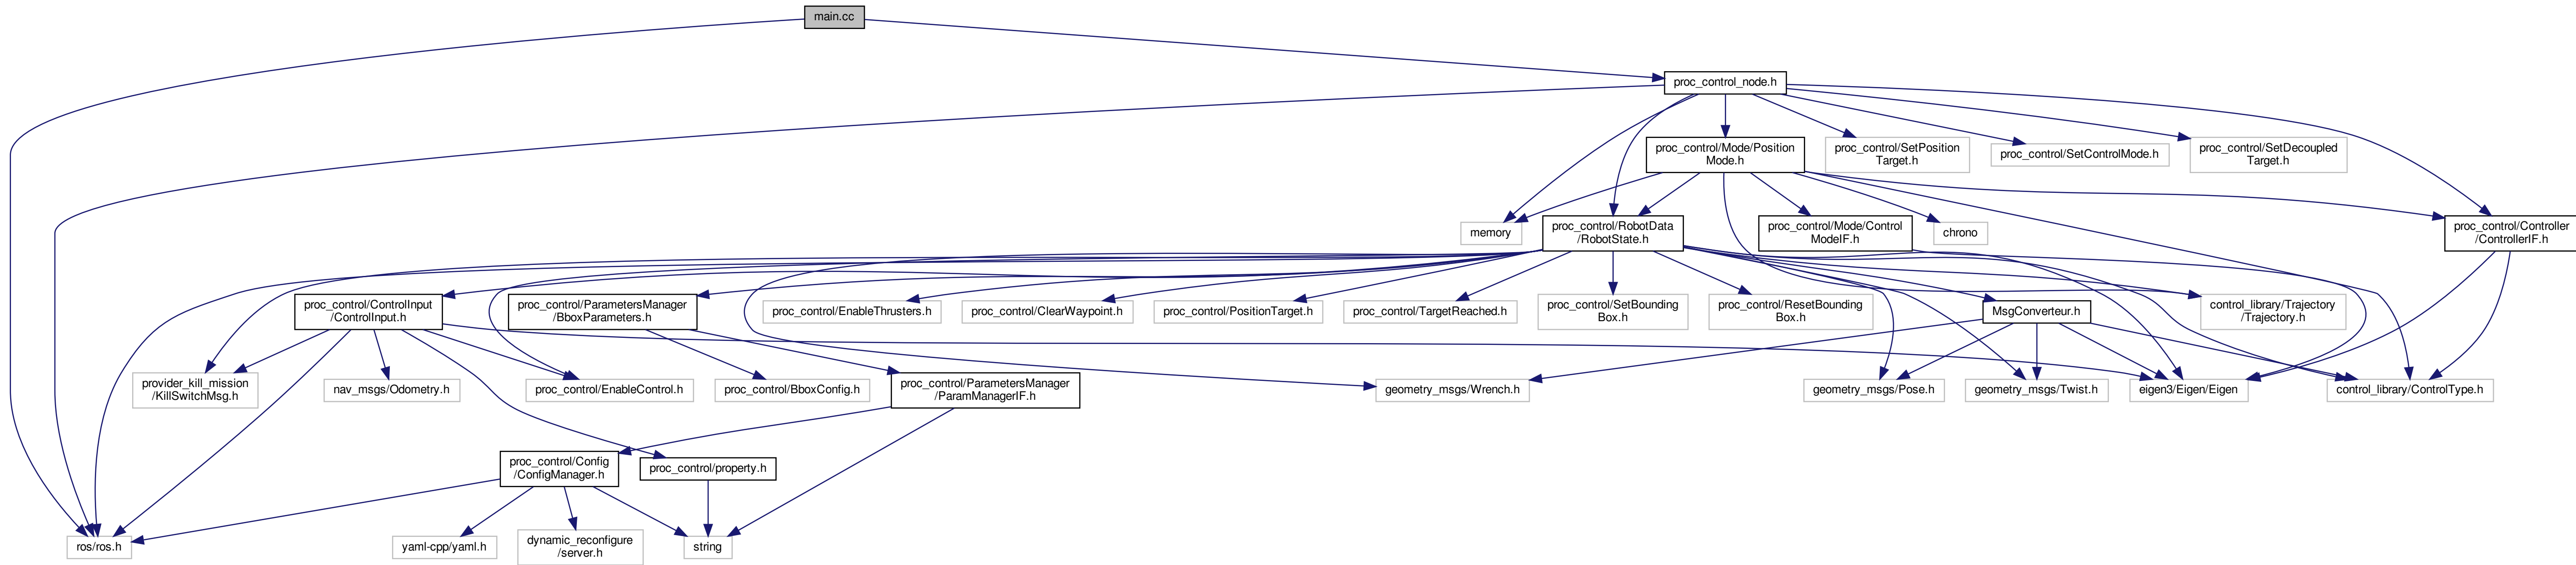 main.cc
proc_control_node.h
proc_control/Mode/Position
Mode.h
proc_control/SetPosition
Target.h
proc_control/SetControlMode.h
proc_control/SetDecoupled
Target.h
memory
proc_control/RobotData
/RobotState.h
proc_control/Mode/Control
ModeIF.h
chrono
proc_control/Controller
/ControllerIF.h
proc_control/ControlInput
/ControlInput.h
proc_control/ParametersManager
/BboxParameters.h
proc_control/EnableThrusters.h
proc_control/ClearWaypoint.h
proc_control/PositionTarget.h
proc_control/TargetReached.h
proc_control/SetBounding
Box.h
proc_control/ResetBounding
Box.h
MsgConverteur.h
control_library/Trajectory
/Trajectory.h
provider_kill_mission
/KillSwitchMsg.h
nav_msgs/Odometry.h
proc_control/EnableControl.h
proc_control/BboxConfig.h
proc_control/ParametersManager
/ParamManagerIF.h
geometry_msgs/Wrench.h
geometry_msgs/Pose.h
geometry_msgs/Twist.h
eigen3/Eigen/Eigen
control_library/ControlType.h
proc_control/Config
/ConfigManager.h
proc_control/property.h
ros/ros.h
yaml-cpp/yaml.h
dynamic_reconfigure
/server.h
string